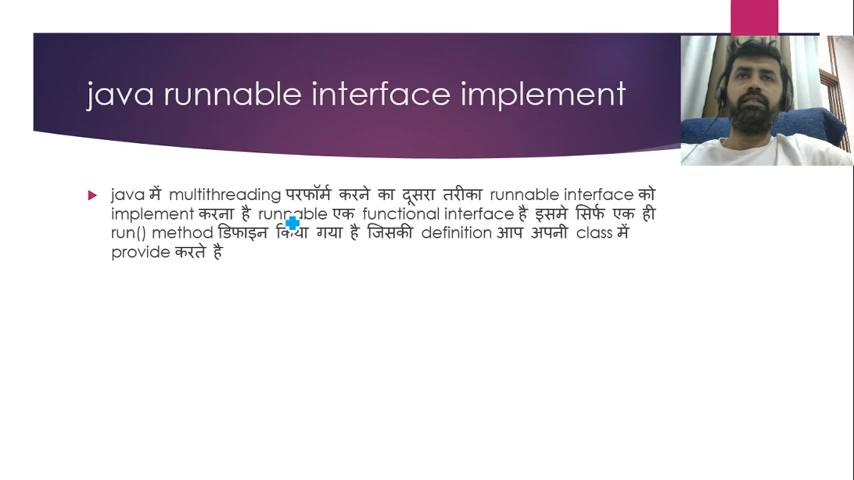 java runnable interface implement
java में multithreading परफॉर्म करने का दूसरा तरीका runnable interface को
implement करना है runnable एक functional interface है इसमे सिर्फ एक ही
run() method डिफाइन किया गया है जिसकी definition आप अपनी class में
provide करते है